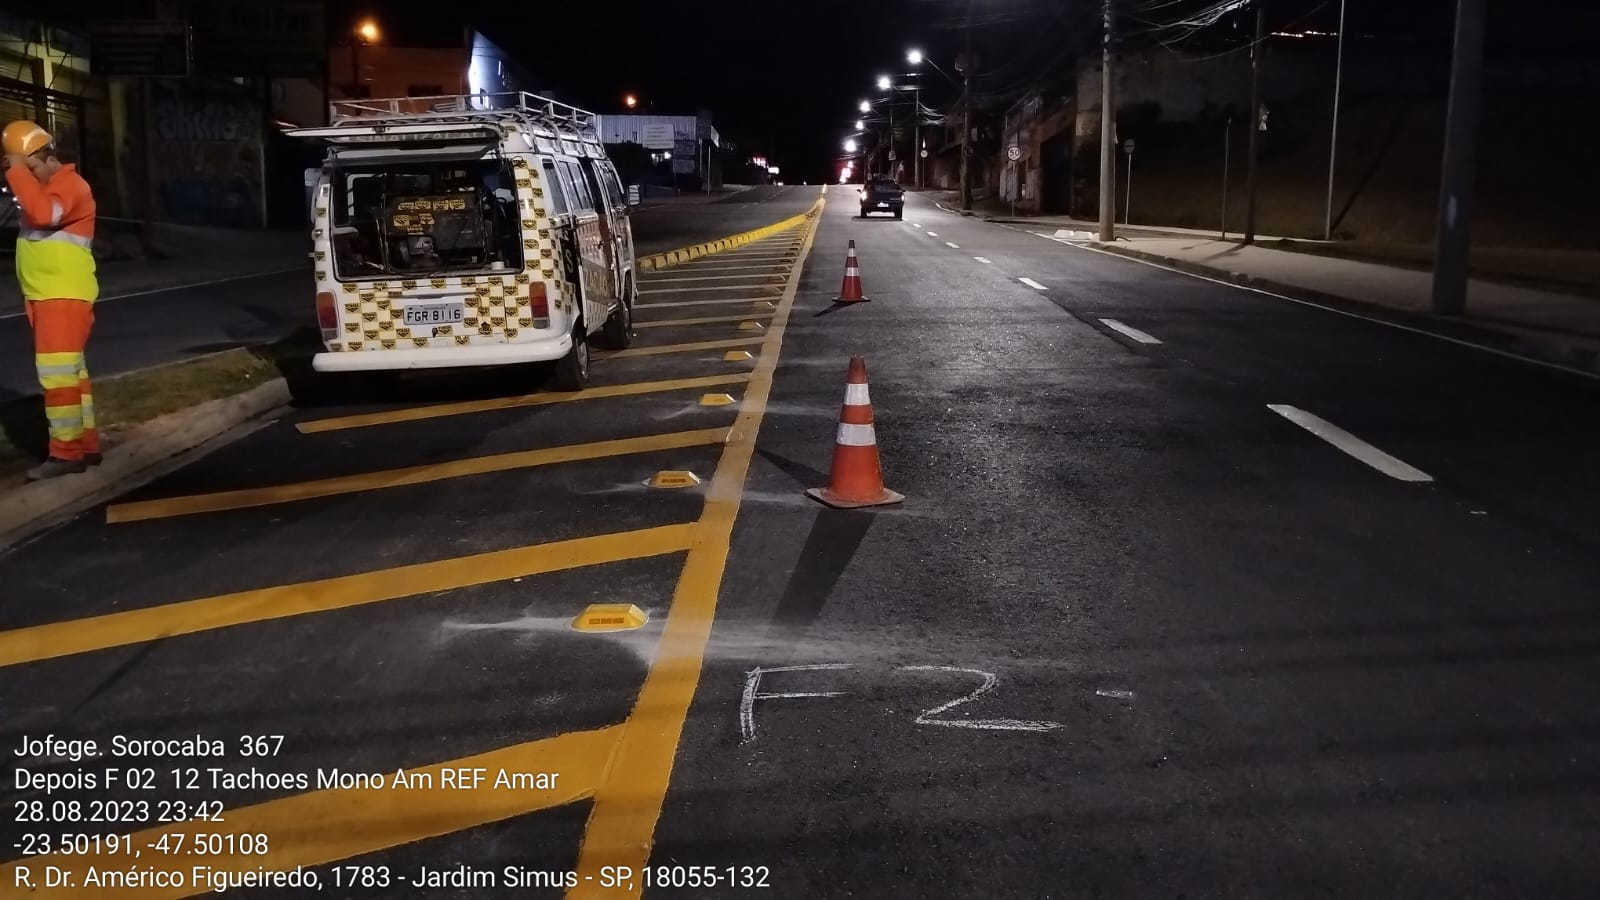 50
FGR 8116
F2
Jofege. Sorocaba 367
Depois F 02 12 Tachoes Mono Am REF Amar
28.08.2023 23:42
-23.50191, -47.50108
R. Dr. Américo Figueiredo, 1783 - Jardim Simus - SP, 18055-132